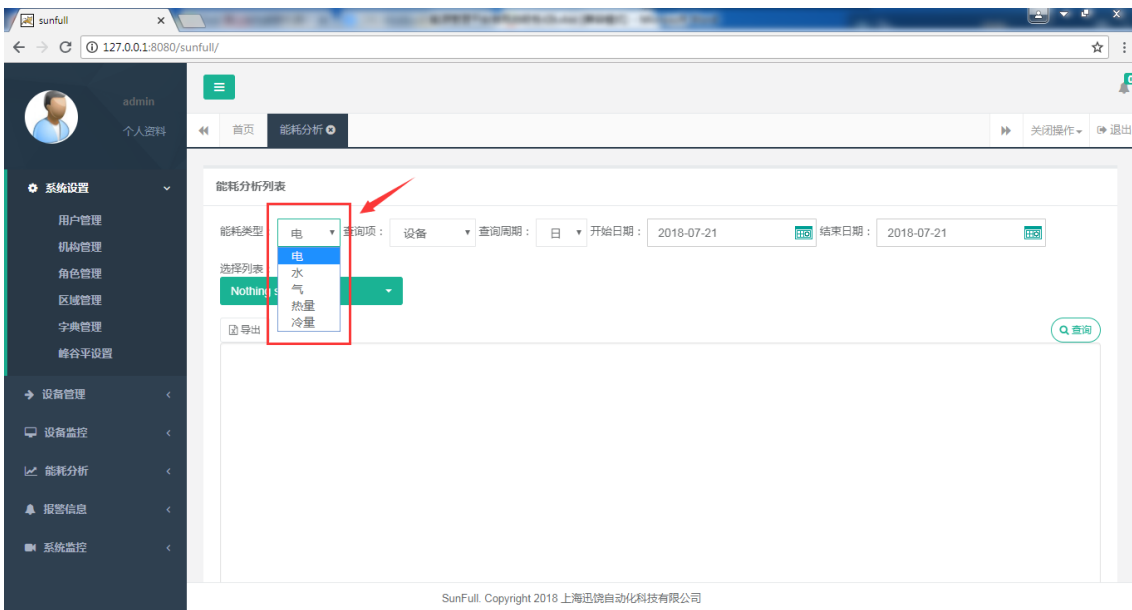 sunfull
127.0.0.1:8080/sunfull/
admin
个人资料
首页
能耗分析
关闭操作
退出
系统设置
用户管理
机构管理
角色管理
区域管理
字典管理
峰谷平设置
设备管理
设备监控
能耗分析
报警信息
系统监控
能耗分析列表
能耗类型 电 查询项： 设备 查询周期： 日 开始日期： 2018-07-21 结束日期： 2018-07-21
电
水
气
热量
冷量
选择列表
Nothing s
导出
查询
SunFull. Copyright 2018 上海迅饶自动化科技有限公司